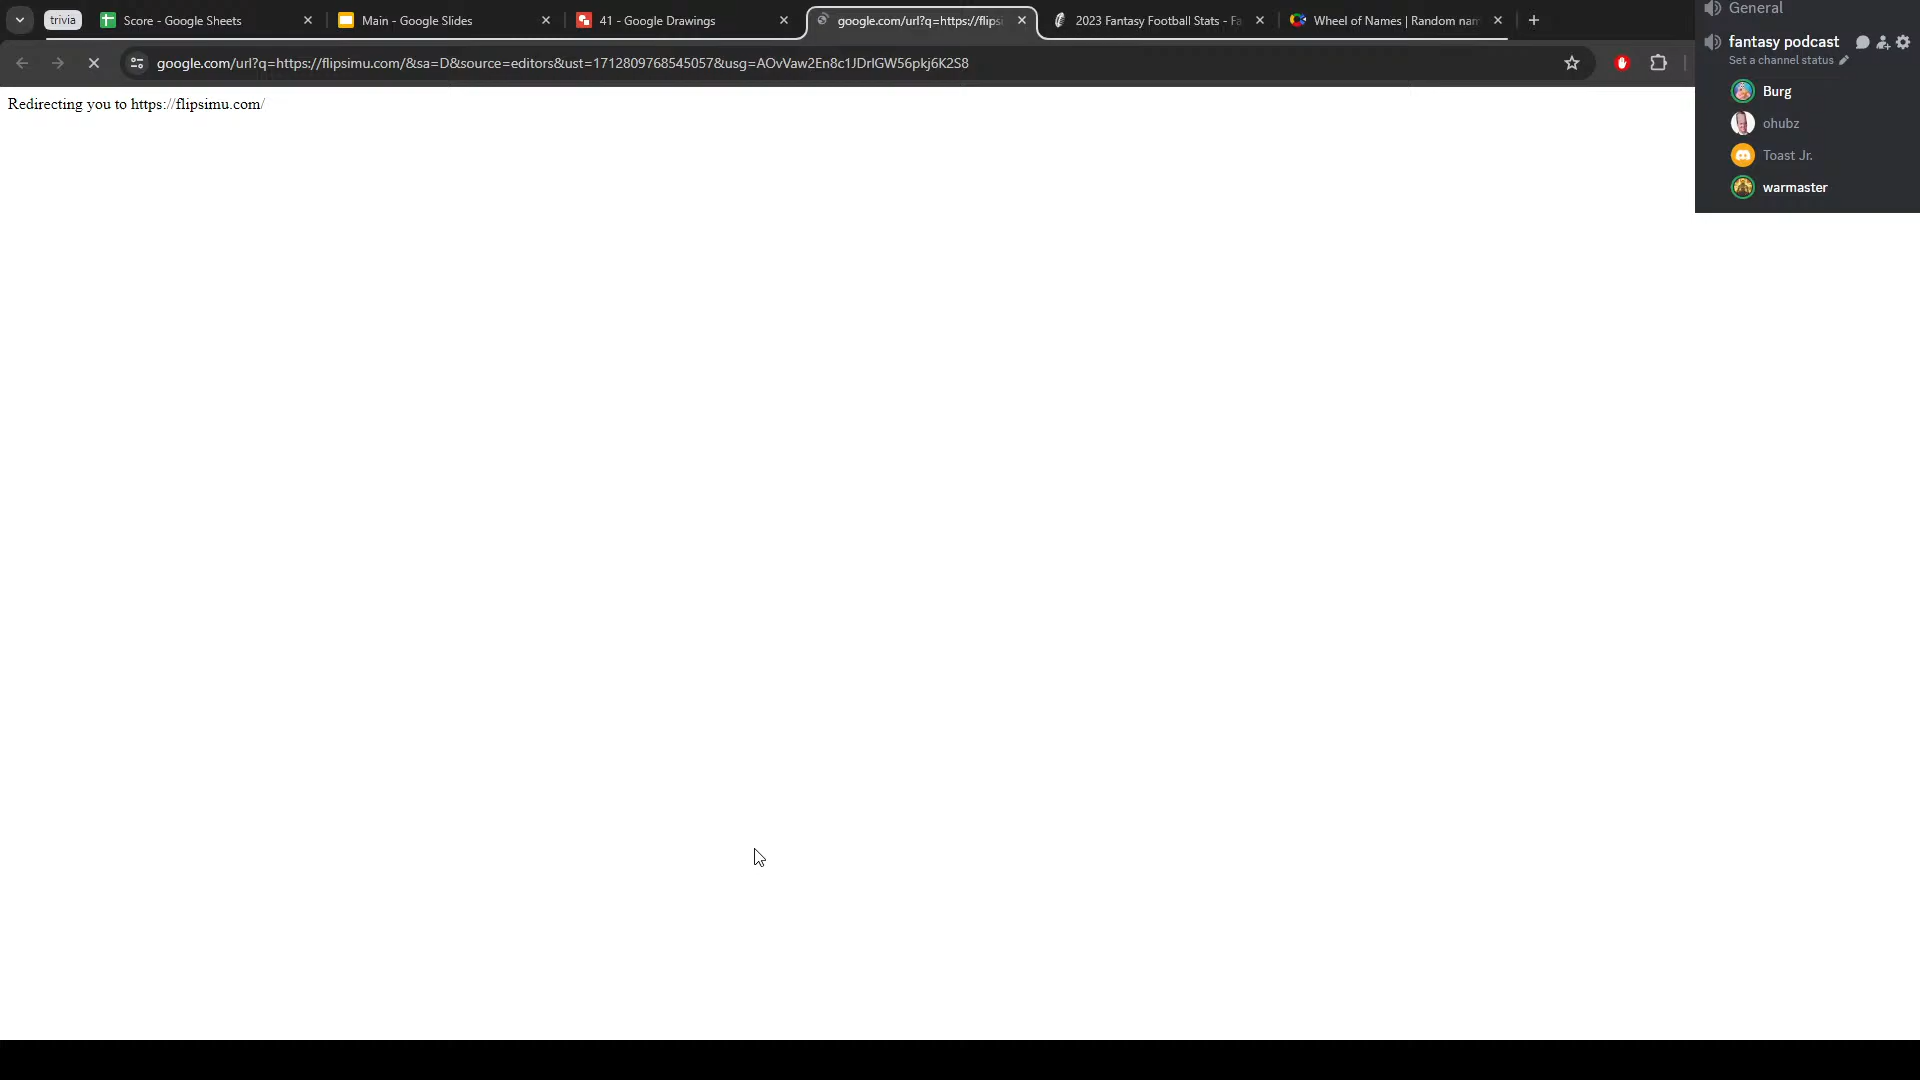 trivia
Score - Google Sheets
Main - Google Slides
41 - Google Drawings
google.com/url?q=https://flips
2023 Fantasy Football Stats - Fa
Wheel of Names | Random nam
google.com/url?q=https://flipsimu.com/&sa=D&source=editors&ust=1712809768545057&usg=AOvVaw2En8c1JDrIGW56pkj6K2S8
Redirecting you to https://flipsimu.com/
General
fantasy podcast
Set a channel status
Burg
ohubz
Toast Jr.
warmaster